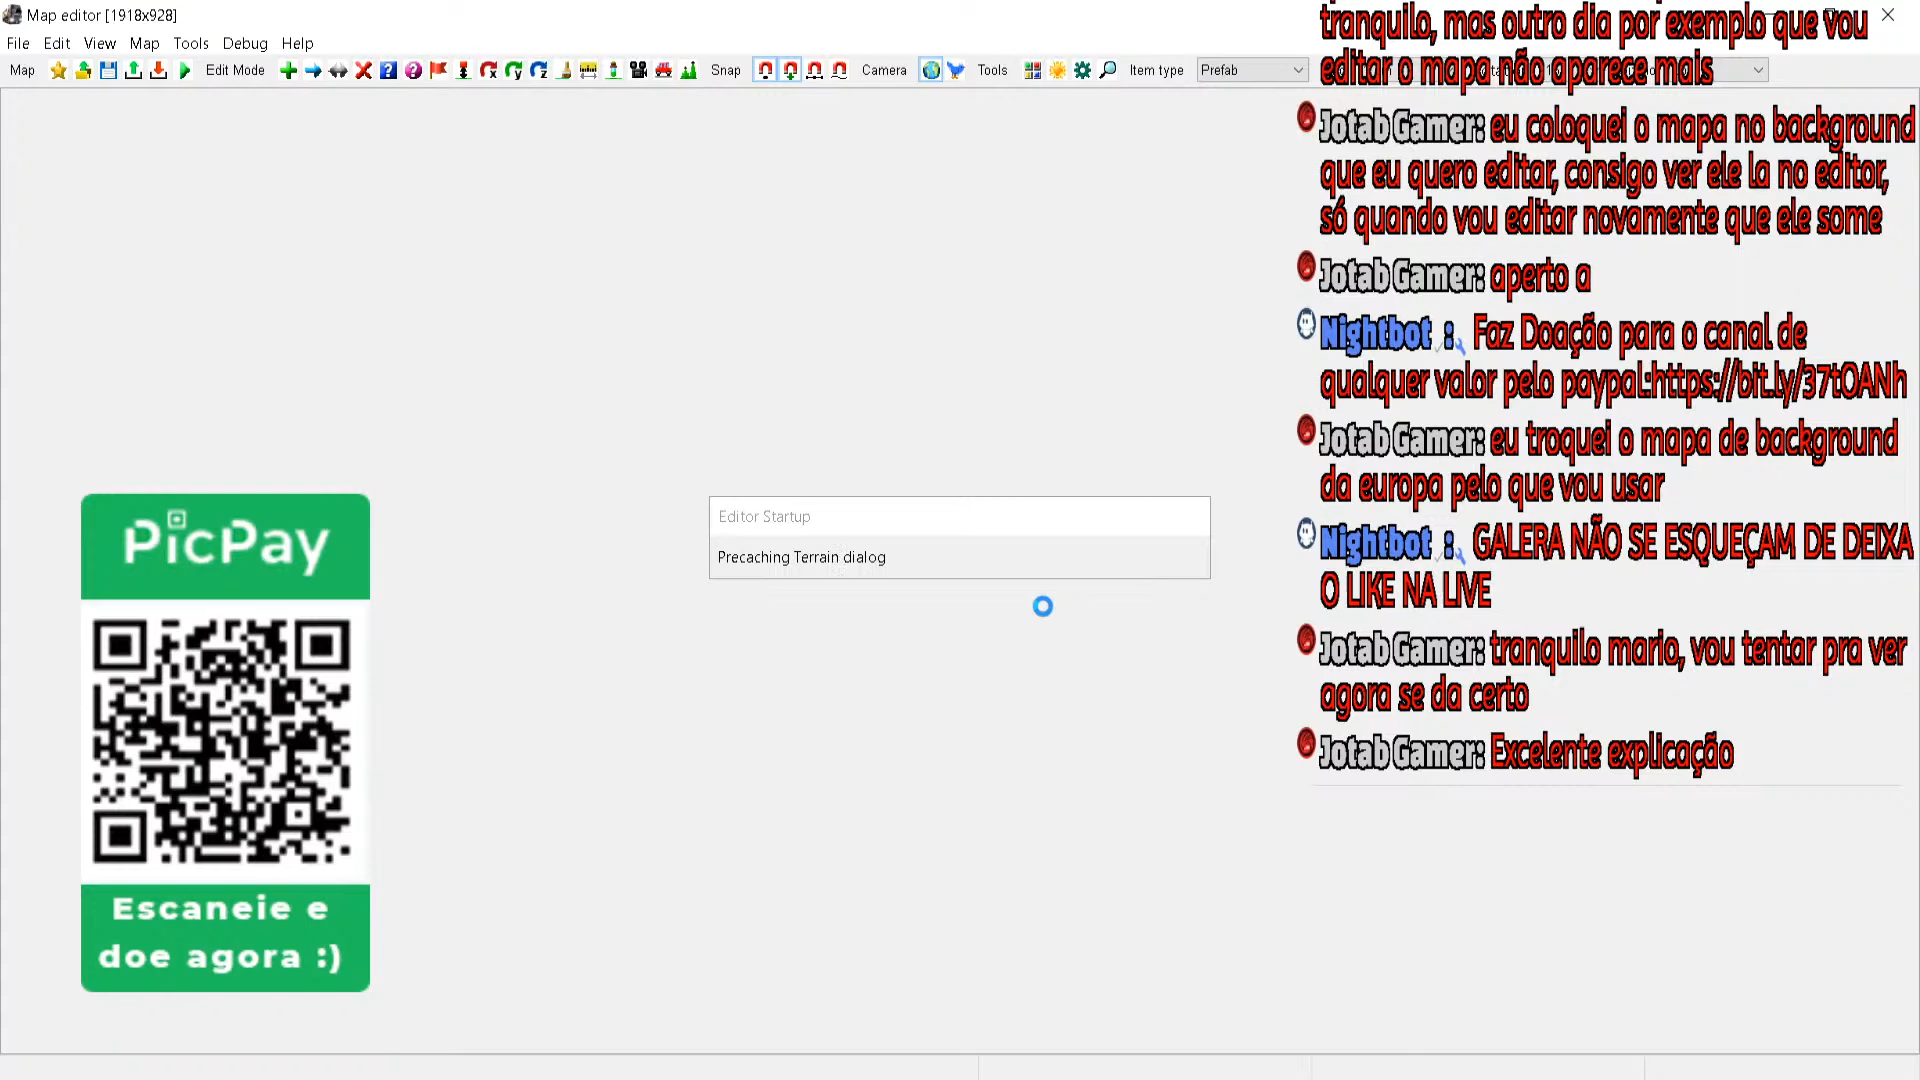 Map editor [1918x928]
File Edit View Map Tools Debug Help
Map Edit Mode Snap Camera Tools Item type Prefab
Editor Startup
Precaching Terrain dialog
PicPay
Escaneie e
doe agora :)
tranquilo, mas outro dia por exemplo que vou
editar o mapa não aparece mais
JotabGamer: eu coloquei o mapa no background
que eu quero editar, consigo ver ele la no editor,
só quando vou editar novamente que ele some
JotabGamer: aperto a
Nightbot : Faz Doação para o canal de
qualquer valor pelo paypal:https://bit.ly/37tOANh
JotabGamer: eu troquei o mapa de background
da europa pelo que vou usar
Nightbot : GALERA NÃO SE ESQUEÇAM DE DEIXA
O LIKE NA LIVE
JotabGamer: tranquilo mario, vou tentar pra ver
agora se da certo
JotabGamer: Excelente explicação